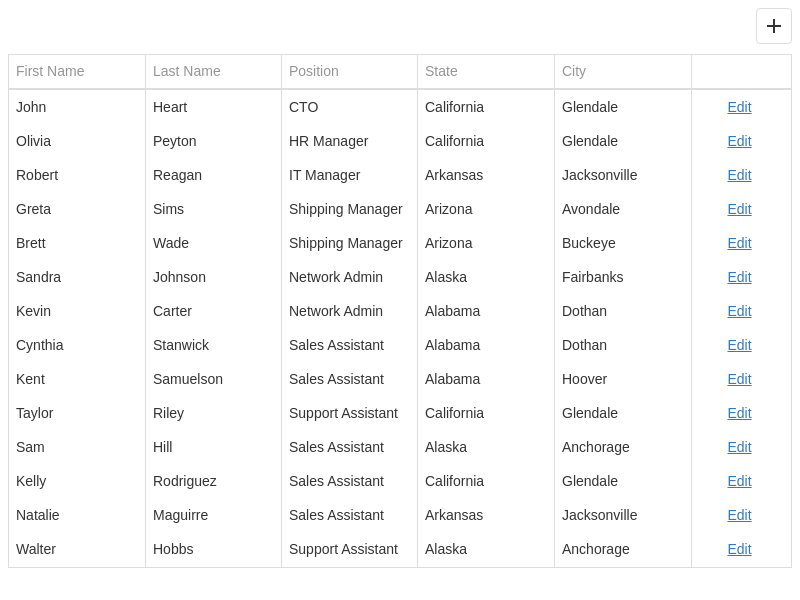 First Name Last Name Position State City
John Heart CTO California Glendale Edit
Olivia Peyton HR Manager California Glendale Edit
Robert Reagan IT Manager Arkansas Jacksonville Edit
Greta Sims Shipping Manager Arizona Avondale Edit
Brett Wade Shipping Manager Arizona Buckeye Edit
Sandra Johnson Network Admin Alaska Fairbanks Edit
Kevin Carter Network Admin Alabama Dothan Edit
Cynthia Stanwick Sales Assistant Alabama Dothan Edit
Kent Samuelson Sales Assistant Alabama Hoover Edit
Taylor Riley Support Assistant California Glendale Edit
Sam Hill Sales Assistant Alaska Anchorage Edit
Kelly Rodriguez Sales Assistant California Glendale Edit
Natalie Maguirre Sales Assistant Arkansas Jacksonville Edit
Walter Hobbs Support Assistant Alaska Anchorage Edit